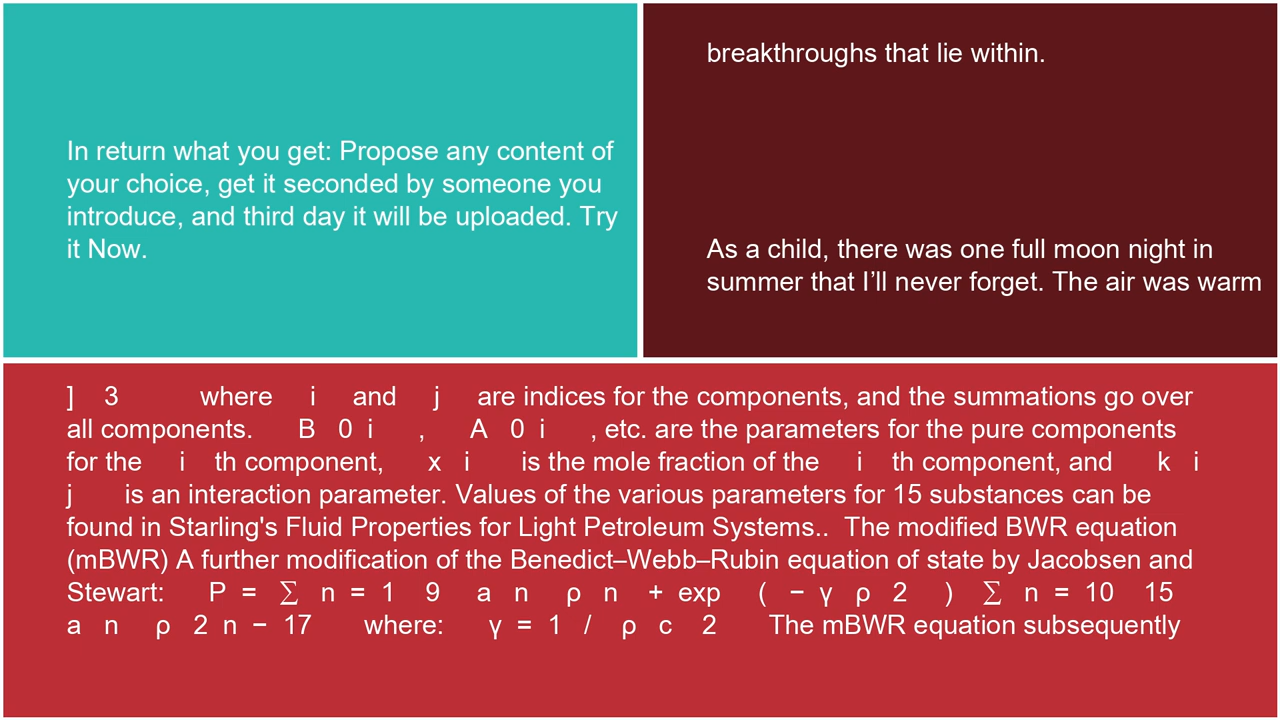 In return what you get: Propose any content of
your choice, get it seconded by someone you
introduce, and third day it will be uploaded. Try
it Now.
breakthroughs that lie within.
As a child, there was one full moon night in
summer that I’ll never forget. The air was warm
] 3 where i and j are indices for the components, and the summations go over
all components. B 0 i , A 0 i , etc. are the parameters for the pure components
for the i th component, x i is the mole fraction of the i th component, and k i
j is an interaction parameter. Values of the various parameters for 15 substances can be
found in Starling's Fluid Properties for Light Petroleum Systems.. The modified BWR equation
(mBWR) A further modification of the Benedict–Webb–Rubin equation of state by Jacobsen and
Stewart: P = ∑ n = 1 9 a n ρ n + exp ( − γ ρ 2 ) ∑ n = 10 15
a n ρ 2 n − 17 where: γ = 1 / ρ c 2 The mBWR equation subsequently